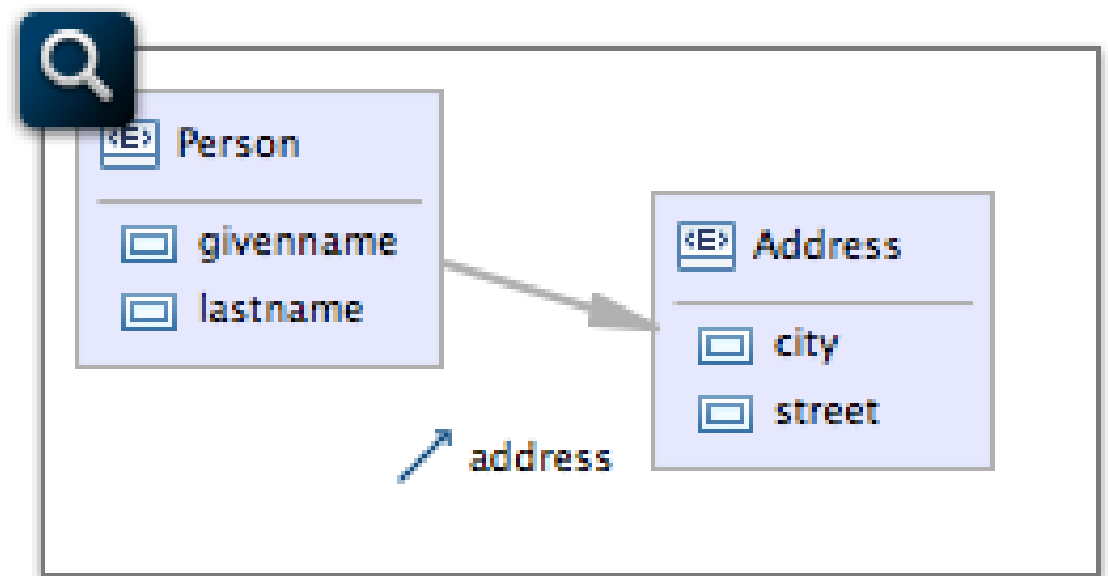 <E> Person
givenname
lastname
<E> Address
city
street
address